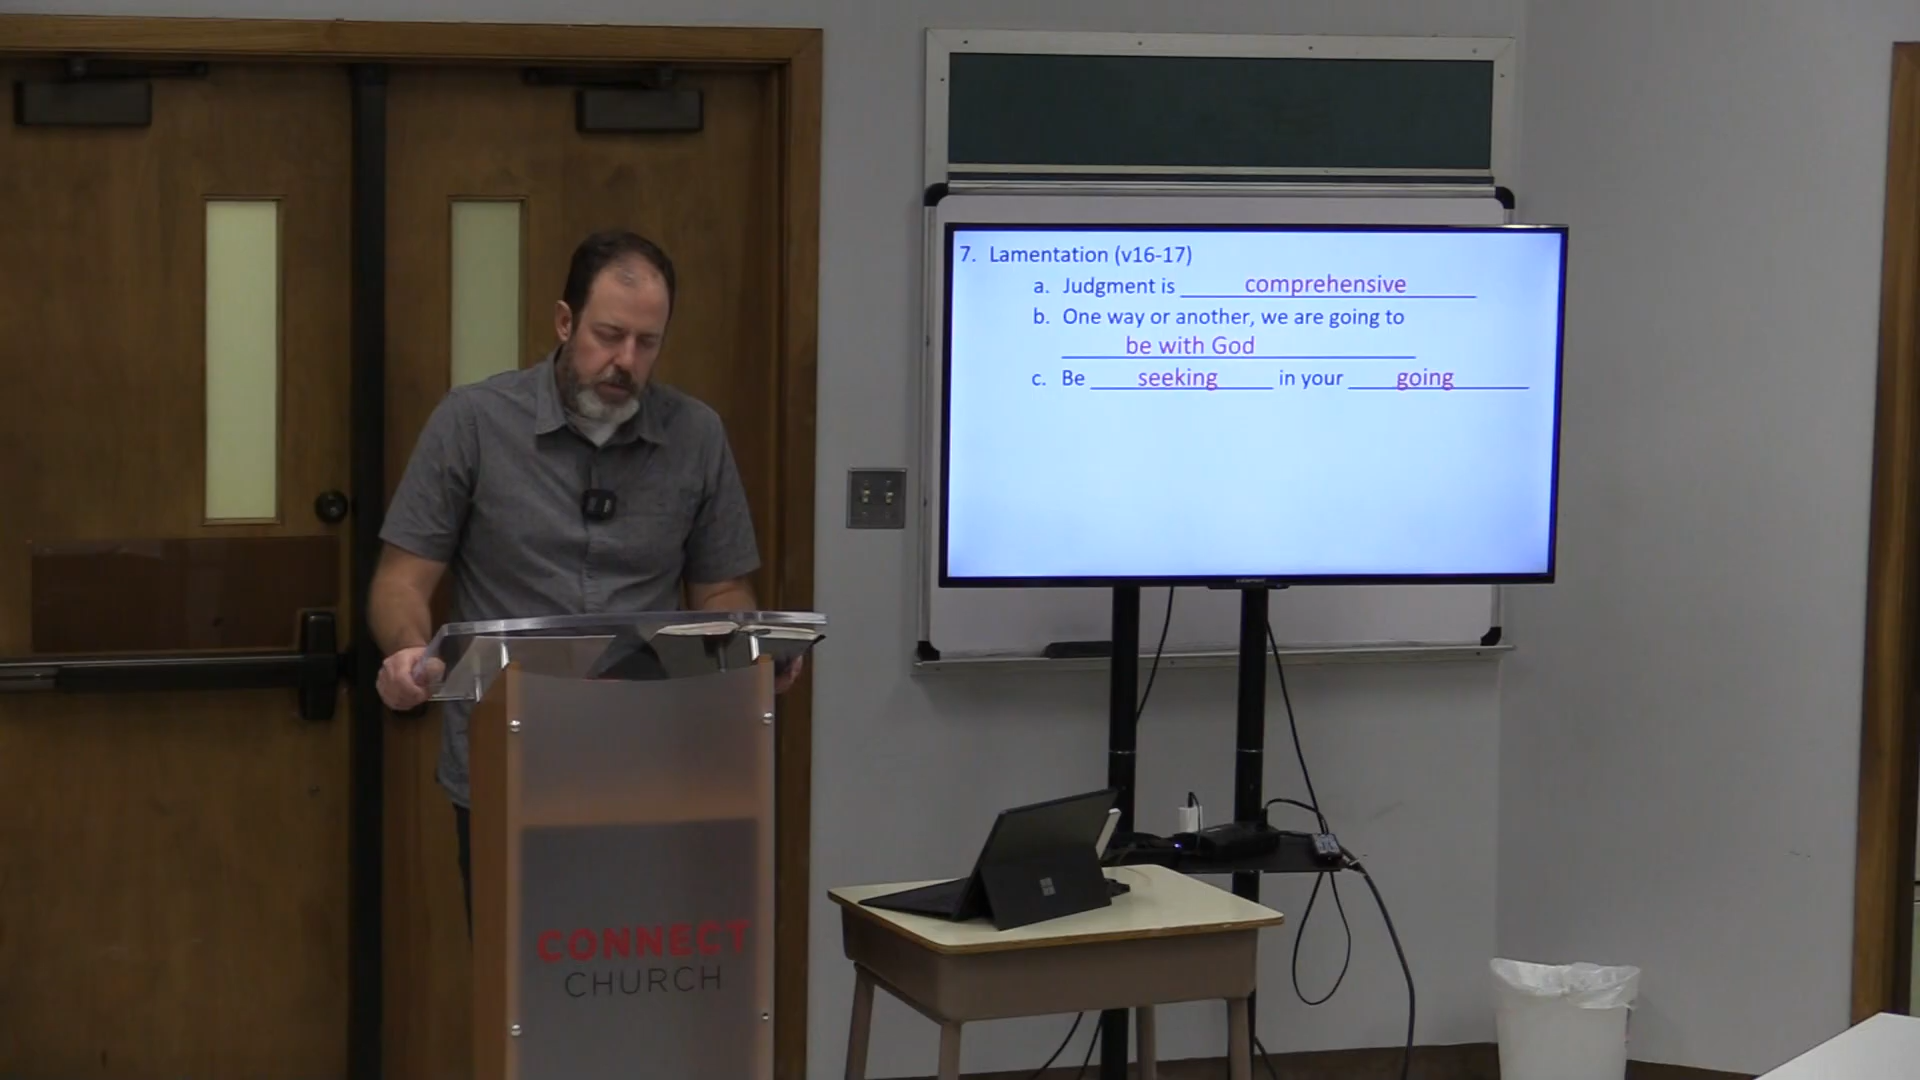 7. Lamentation (v16-17)
a. Judgment is comprehensive
b. One way or another, we are going to
be with God
c. Be seeking in your going
CONNECT
CHURCH